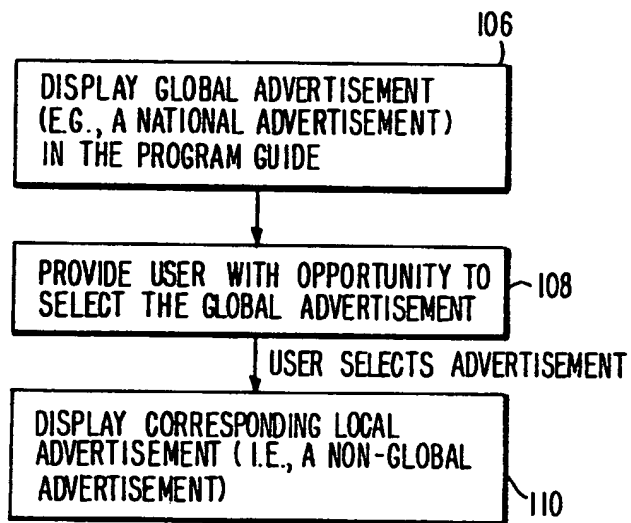 106
DISPLAY GLOBAL ADVERTISEMENT
(E.G., A NATIONAL ADVERTISEMENT)
IN THE PROGRAM GUIDE
PROVIDE USER WITH OPPORTUNITY TO
SELECT THE GLOBAL ADVERTISEMENT
108
USER SELECTS ADVERTISEMENT
DISPLAY CORRESPONDING LOCAL
ADVERTISEMENT (I.E., A NON-GLOBAL
ADVERTISEMENT)
110